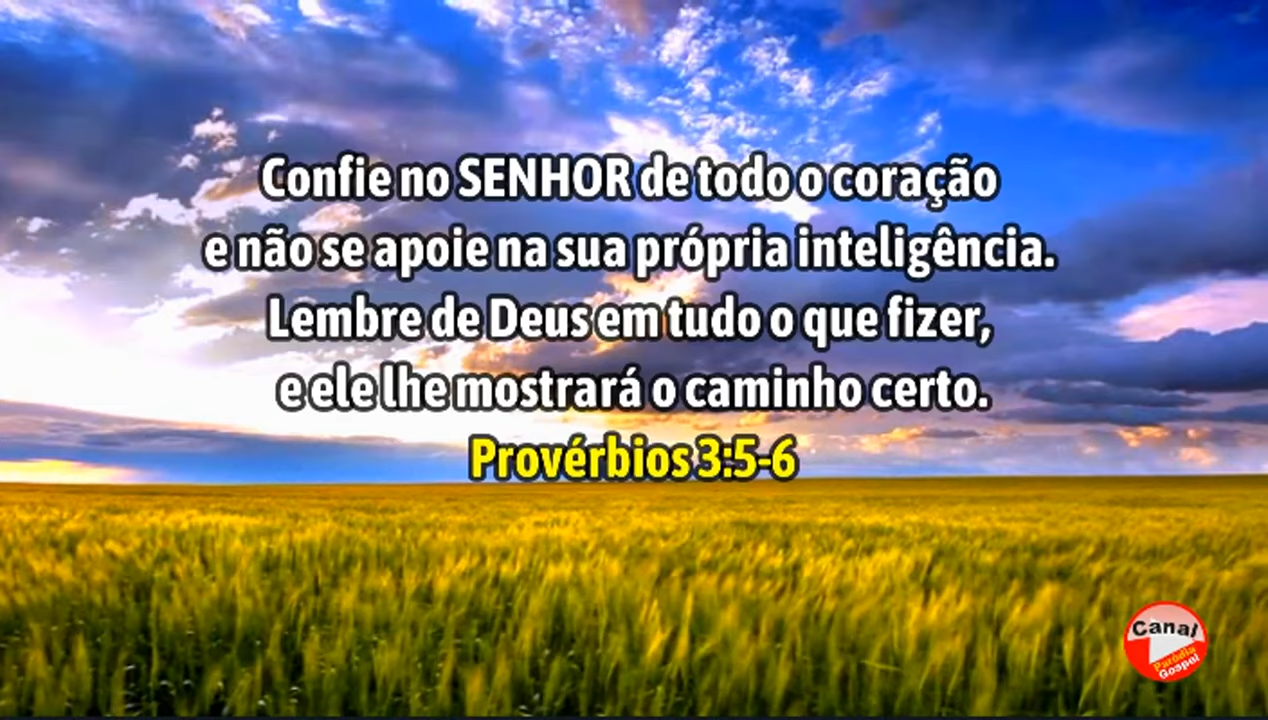 Confie no SENHOR de todo o coração
e não se apoie na sua própria inteligência.
Lembre de Deus em tudo o que fizer,
e ele lhe mostrará o caminho certo.
Provérbios 3:5-6
Canal
Paródia
Gospel